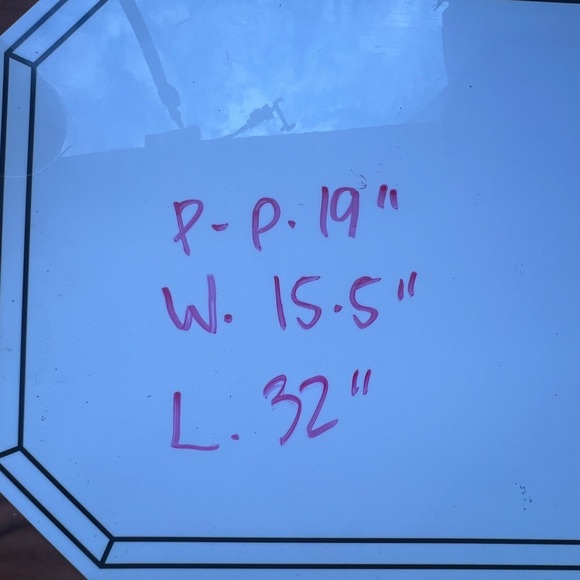 P-P. 19"
W. 15.5"
L. 32"